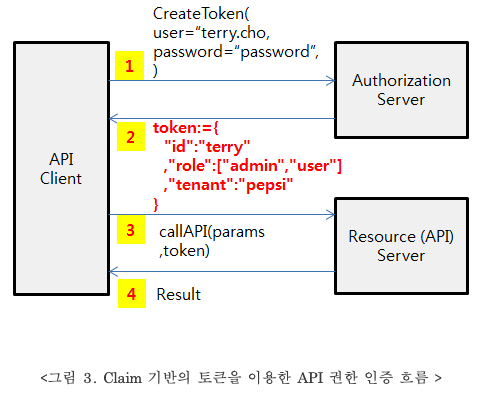 CreateToken(
user="terry.cho,
password="password",
)
1
Authorization
Server
2
token:={
"id":"terry"
,"role":["admin","user"]
,"tenant":"pepsi
}
API
Client
3
callAPI(params
,token)
Resource (API)
Server
4
Result
<그림 3. Claim 기반의 토큰을 이용한 API 권한 인증 흐름 >